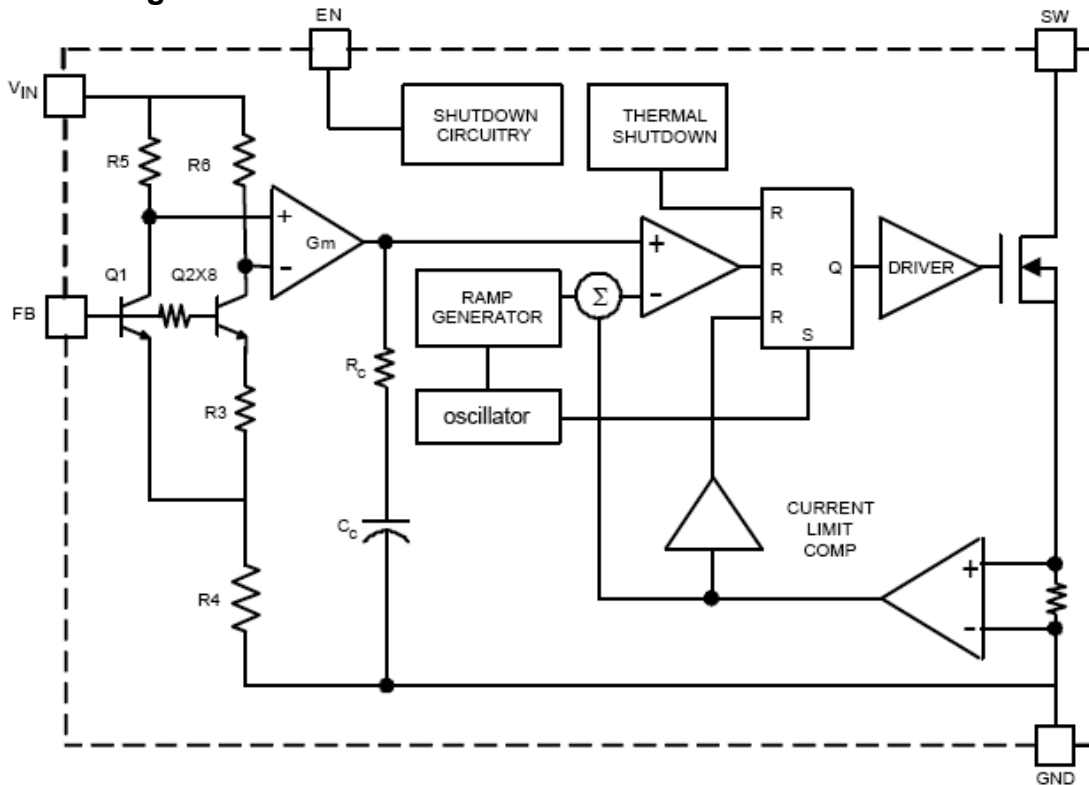 EN
SW
VIN
SHUTDOWN
CIRCUITRY
THERMAL
SHUTDOWN
R5
R6
+
Gm
-
R
R
R
Q
S
DRIVER
+
-
Σ
Q1
Q2X8
FB
RAMP
GENERATOR
oscillator
RC
R3
CC
R4
CURRENT
LIMIT
COMP
+
-
GND